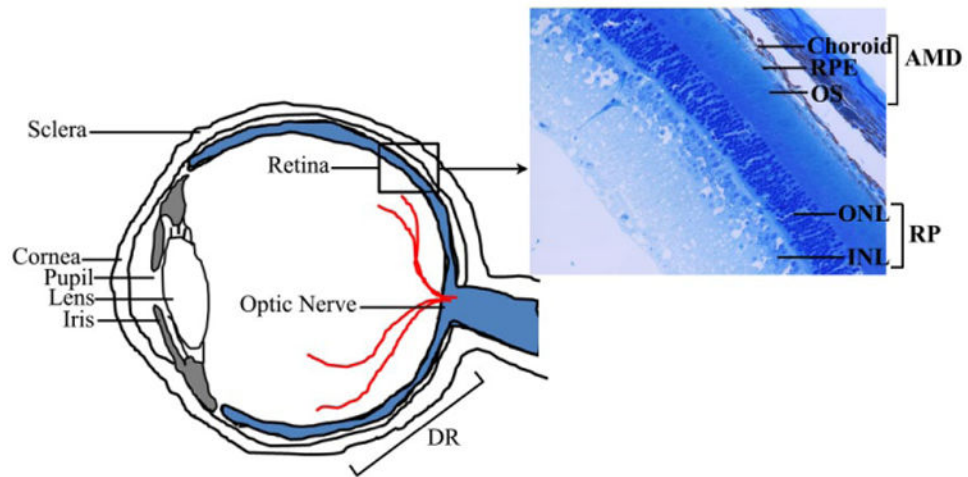 Sclera
Retina
Cornea
Pupil
Lens
Iris
Optic Nerve
DR
Choroid
RPE
OS
AMD
ONL
INL
RP